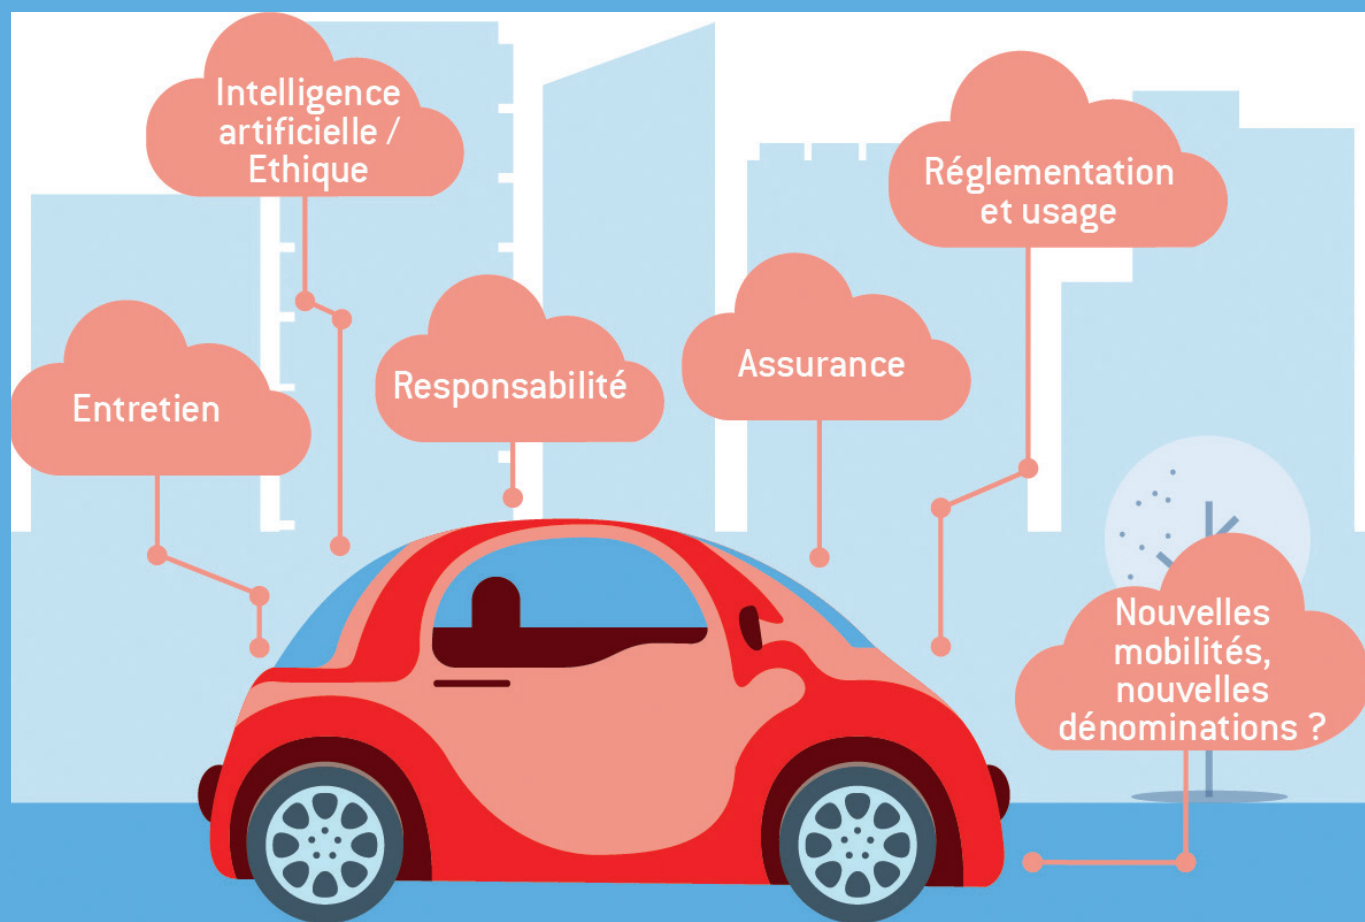 Intelligence
artificielle /
Ethique
Réglementation
et usage
Entretien
Responsabilité
Assurance
Nouvelles
mobilités,
nouvelles
dénominations ?